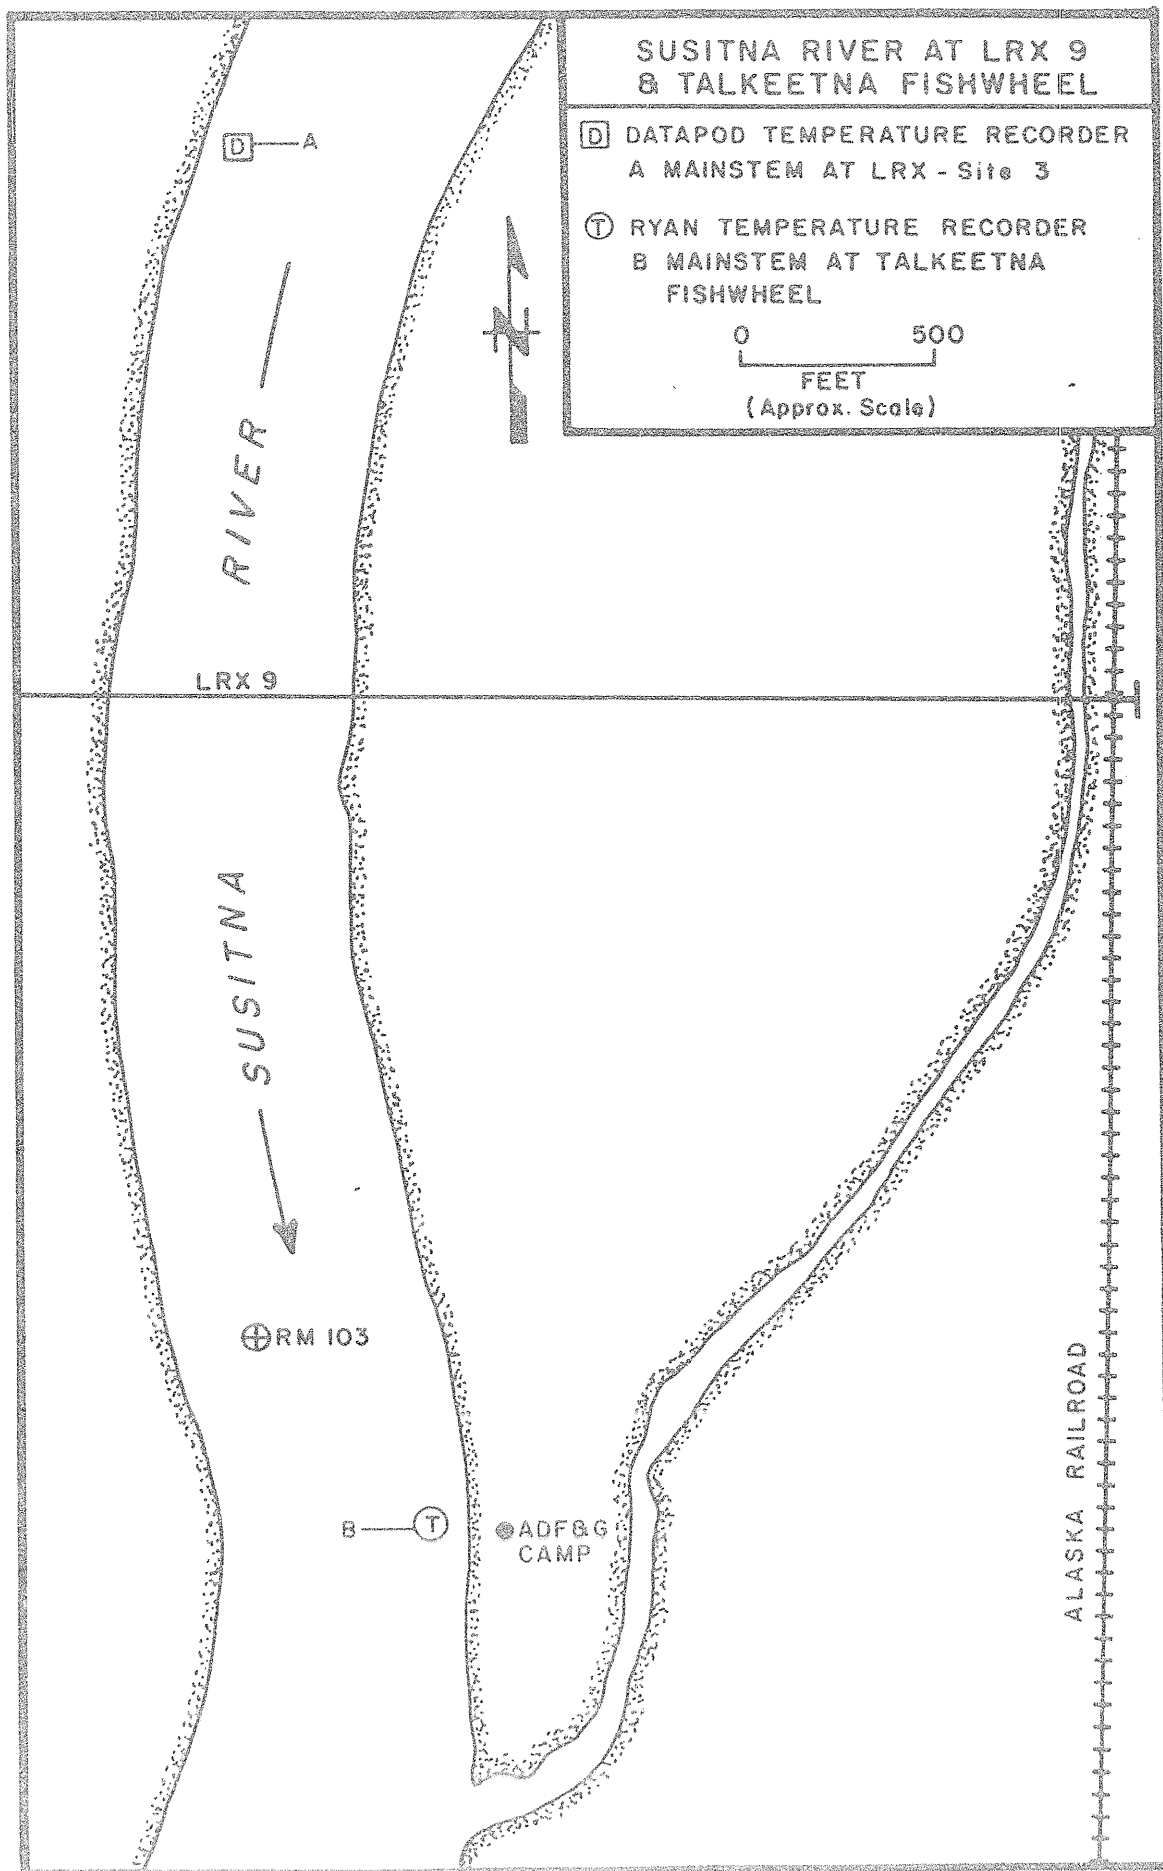 SUSITNA RIVER AT LRX 9
& TALKEETNA FISHWHEEL
D DATAPOD TEMPERATURE RECORDER
A MAINSTEM AT LRX - Site 3
T RYAN TEMPERATURE RECORDER
B MAINSTEM AT TALKEETNA
FISHWHEEL
0 500
FEET
(Approx. Scale)
D A
N
RIVER
LRX 9
SUSITNA
RM 103
B T
ADF&G
CAMP
ALASKA RAILROAD